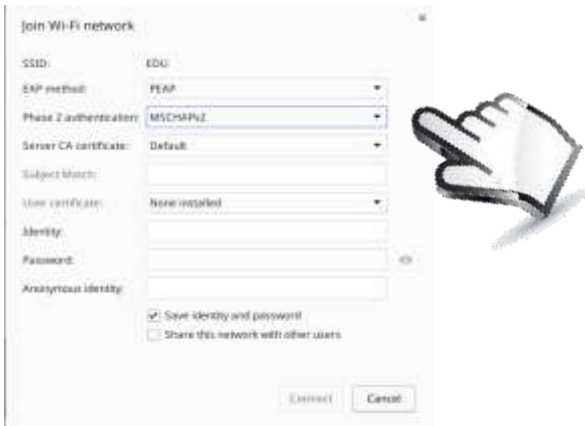 Join Wi-Fi network
SSID: EDU
EAP method: PEAP
Phase 2 authentication: MSCHAPv2
Server CA certificate: Default
Subject Match:
User certificate: None installed
Identity:
Password:
Anonymous identity:
Save identity and password
Share this network with other users
Connect Cancel